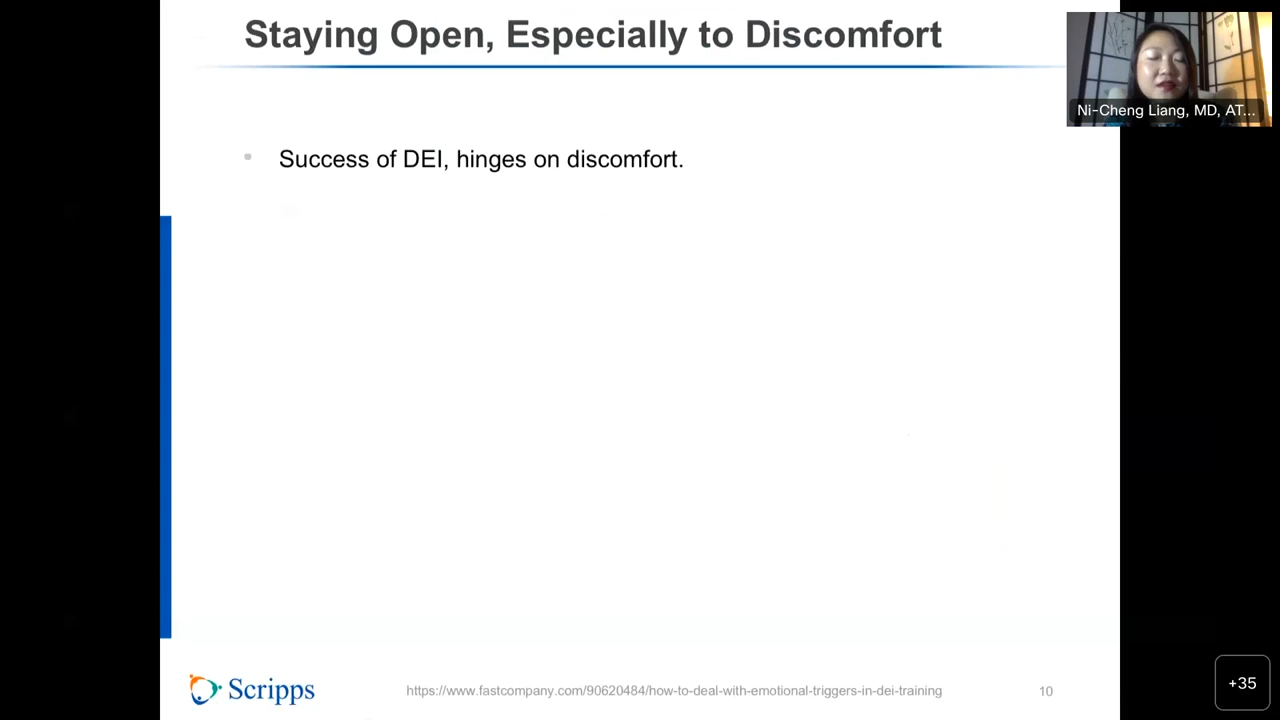 Staying Open, Especially to Discomfort
Ni-Cheng Liang, MD, AT...
Success of DEI, hinges on discomfort.
Scripps
https://www.fastcompany.com/90620484/how-to-deal-with-emotional-triggers-in-dei-training
10
+35